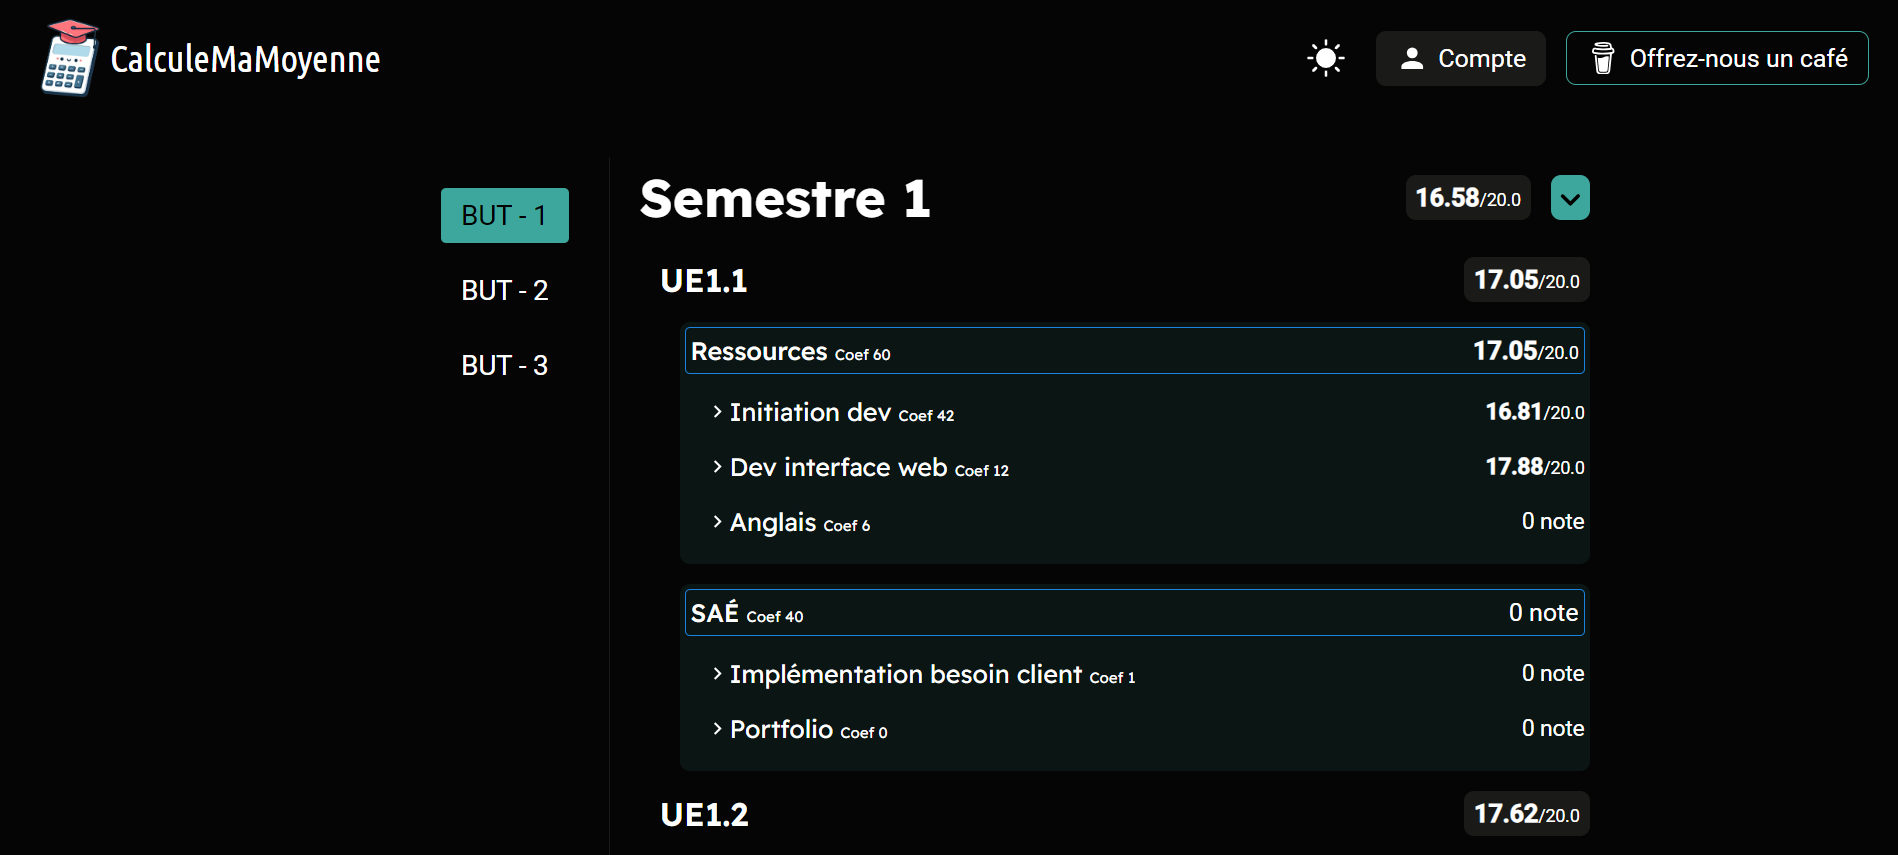 CalculeMaMoyenne
Compte
Offrez-nous un café
BUT - 1
BUT - 2
BUT - 3
Semestre 1 16.58/20.0
UE1.1 17.05/20.0
Ressources Coef 60 17.05/20.0
Initiation dev Coef 42 16.81/20.0
Dev interface web Coef 12 17.88/20.0
Anglais Coef 6 0 note
SAÉ Coef 40 0 note
Implémentation besoin client Coef 1 0 note
Portfolio Coef 0 0 note
UE1.2 17.62/20.0